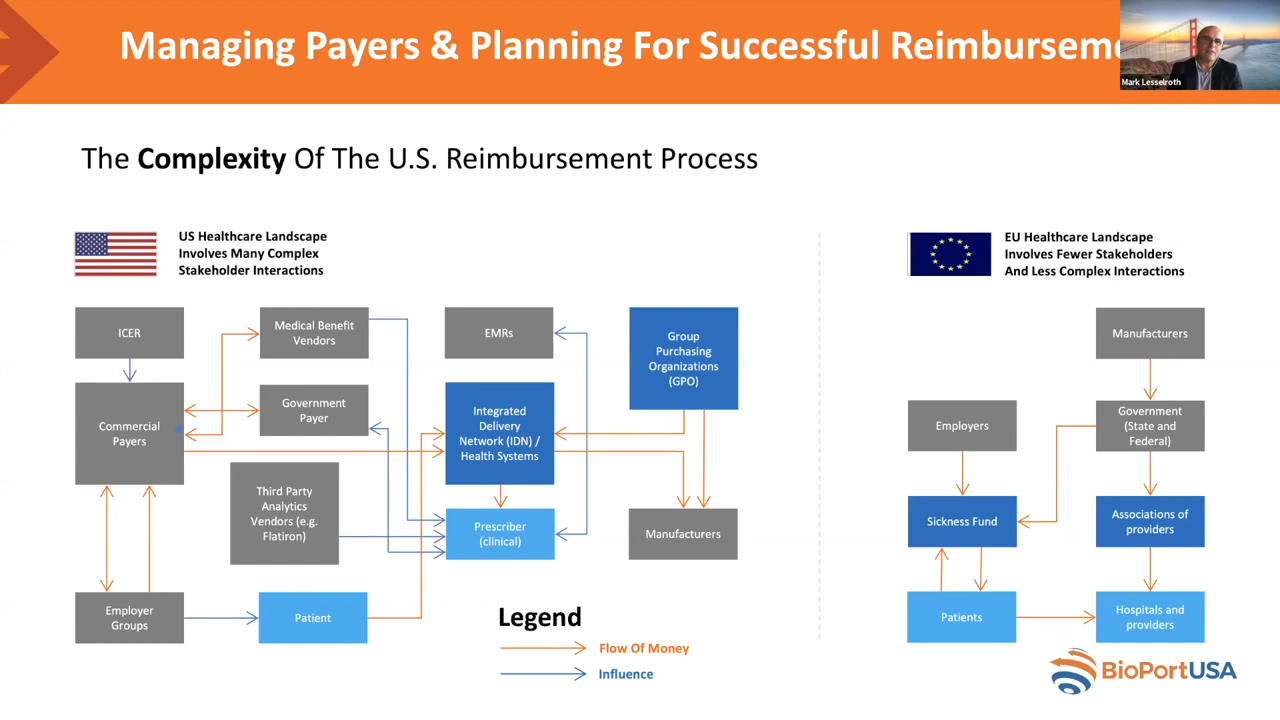 Managing Payers & Planning For Successful Reimburseme
Mark Lesselroth
The Complexity Of The U.S. Reimbursement Process
US Healthcare Landscape
Involves Many Complex
Stakeholder Interactions
EU Healthcare Landscape
Involves Fewer Stakeholders
And Less Complex Interactions
ICER
Medical Benefit
Vendors
EMRs
Group
Purchasing
Organizations
(GPO)
Commercial
Payers
Government
Payer
Integrated
Delivery
Network (IDN) /
Health Systems
Third Party
Analytics
Vendors (e.g.
Flatiron)
Prescriber
(clinical)
Manufacturers
Employer
Groups
Patient
Legend
Flow Of Money
Influence
Manufacturers
Employers
Government
(State and
Federal)
Sickness Fund
Associations of
providers
Patients
Hospitals and
providers
BioPortUSA